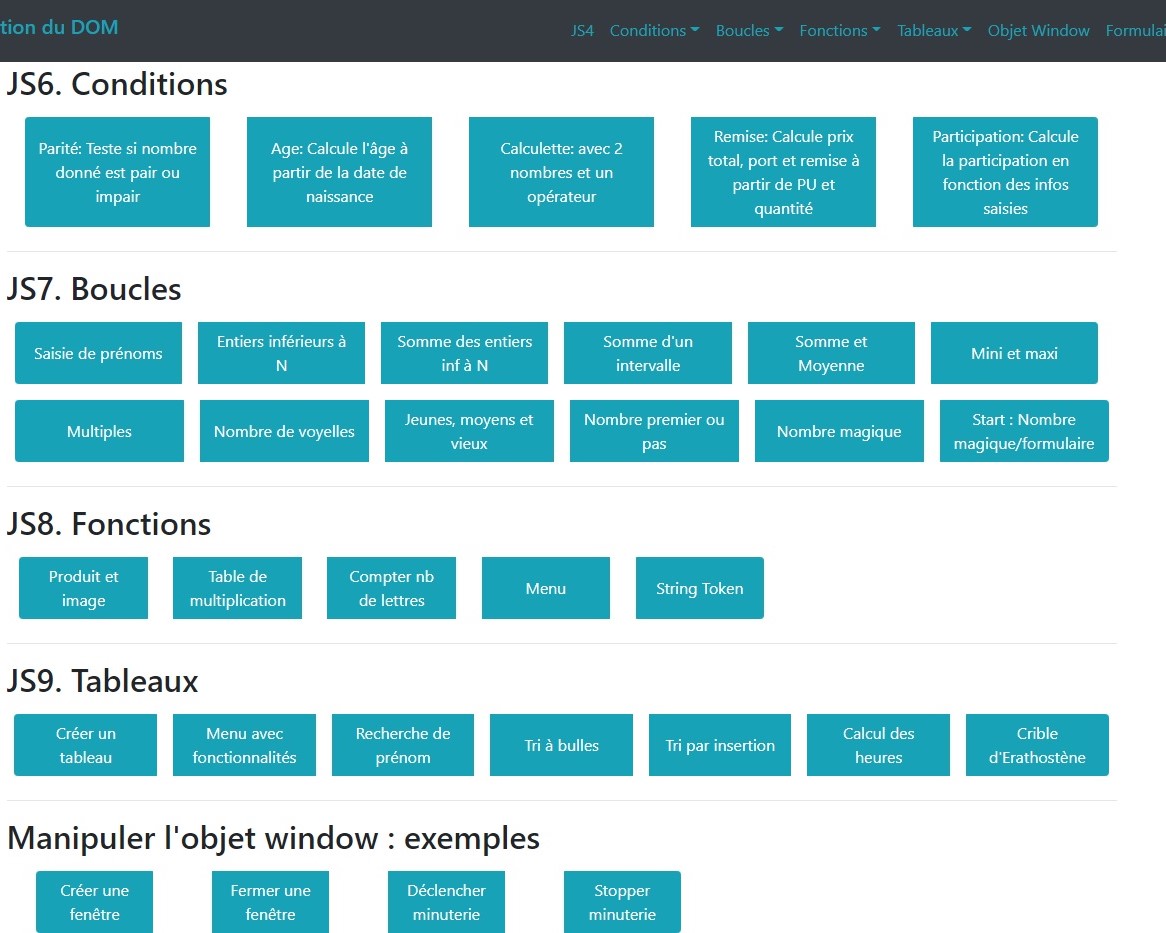 tion du DOM
JS4 Conditions Boucles Fonctions Tableaux Objet Window Formulai
JS6. Conditions
Parité: Teste si nombre
donné est pair ou
impair
Age: Calcule l'âge à
partir de la date de
naissance
Calculette: avec 2
nombres et un
opérateur
Remise: Calcule prix
total, port et remise à
partir de PU et
quantité
Participation: Calcule
la participation en
fonction des infos
saisies
JS7. Boucles
Saisie de prénoms
Entiers inférieurs à
N
Somme des entiers
inf à N
Somme d'un
intervalle
Somme et
Moyenne
Mini et maxi
Multiples
Nombre de voyelles
Jeunes, moyens et
vieux
Nombre premier ou
pas
Nombre magique
Start : Nombre
magique/formulaire
JS8. Fonctions
Produit et
image
Table de
multiplication
Compter nb
de lettres
Menu
String Token
JS9. Tableaux
Créer un
tableau
Menu avec
fonctionnalités
Recherche de
prénom
Tri à bulles
Tri par insertion
Calcul des
heures
Crible
d'Erathostène
Manipuler l'objet window : exemples
Créer une
fenêtre
Fermer une
fenêtre
Déclencher
minuterie
Stopper
minuterie